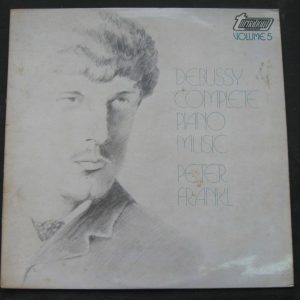 turnabout
VOLUME 5
DEBUSSY
COMPLETE
PIANO
MUSIC
PETER
FRANKL